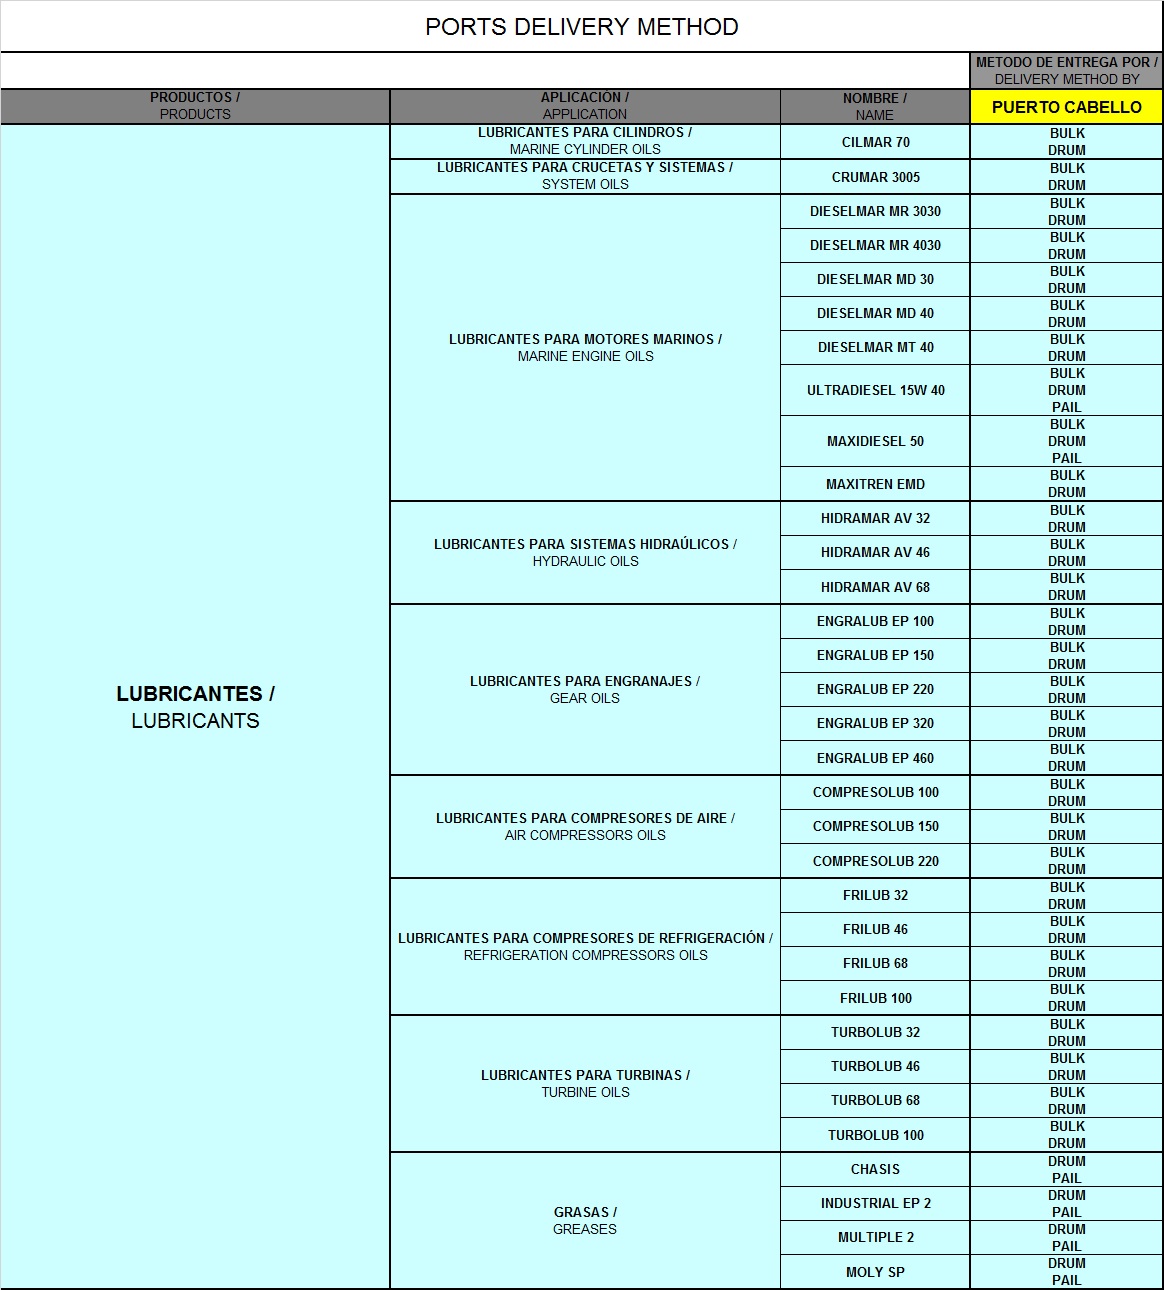 PORTS DELIVERY METHOD
METODO DE ENTREGA POR /
DELIVERY METHOD BY
PRODUCTOS /
PRODUCTS
APLICACIÓN /
APPLICATION
NOMBRE /
NAME
PUERTO CABELLO
LUBRICANTES /
LUBRICANTS
LUBRICANTES PARA CILINDROS /
MARINE CYLINDER OILS
CILMAR 70
BULK
DRUM
LUBRICANTES PARA CRUCETAS Y SISTEMAS /
SYSTEM OILS
CRUMAR 3005
BULK
DRUM
LUBRICANTES PARA MOTORES MARINOS /
MARINE ENGINE OILS
DIESELMAR MR 3030
BULK
DRUM
DIESELMAR MR 4030
BULK
DRUM
DIESELMAR MD 30
BULK
DRUM
DIESELMAR MD 40
BULK
DRUM
DIESELMAR MT 40
BULK
DRUM
ULTRADIESEL 15W 40
BULK
DRUM
PAIL
MAXIDIESEL 50
BULK
DRUM
PAIL
MAXITREN EMD
BULK
DRUM
LUBRICANTES PARA SISTEMAS HIDRAÚLICOS /
HYDRAULIC OILS
HIDRAMAR AV 32
BULK
DRUM
HIDRAMAR AV 46
BULK
DRUM
HIDRAMAR AV 68
BULK
DRUM
LUBRICANTES PARA ENGRANAJES /
GEAR OILS
ENGRALUB EP 100
BULK
DRUM
ENGRALUB EP 150
BULK
DRUM
ENGRALUB EP 220
BULK
DRUM
ENGRALUB EP 320
BULK
DRUM
ENGRALUB EP 460
BULK
DRUM
LUBRICANTES PARA COMPRESORES DE AIRE /
AIR COMPRESSORS OILS
COMPRESOLUB 100
BULK
DRUM
COMPRESOLUB 150
BULK
DRUM
COMPRESOLUB 220
BULK
DRUM
LUBRICANTES PARA COMPRESORES DE REFRIGERACIÓN /
REFRIGERATION COMPRESSORS OILS
FRILUB 32
BULK
DRUM
FRILUB 46
BULK
DRUM
FRILUB 68
BULK
DRUM
FRILUB 100
BULK
DRUM
LUBRICANTES PARA TURBINAS /
TURBINE OILS
TURBOLUB 32
BULK
DRUM
TURBOLUB 46
BULK
DRUM
TURBOLUB 68
BULK
DRUM
TURBOLUB 100
BULK
DRUM
GRASAS /
GREASES
CHASIS
DRUM
PAIL
INDUSTRIAL EP 2
DRUM
PAIL
MULTIPLE 2
DRUM
PAIL
MOLY SP
DRUM
PAIL